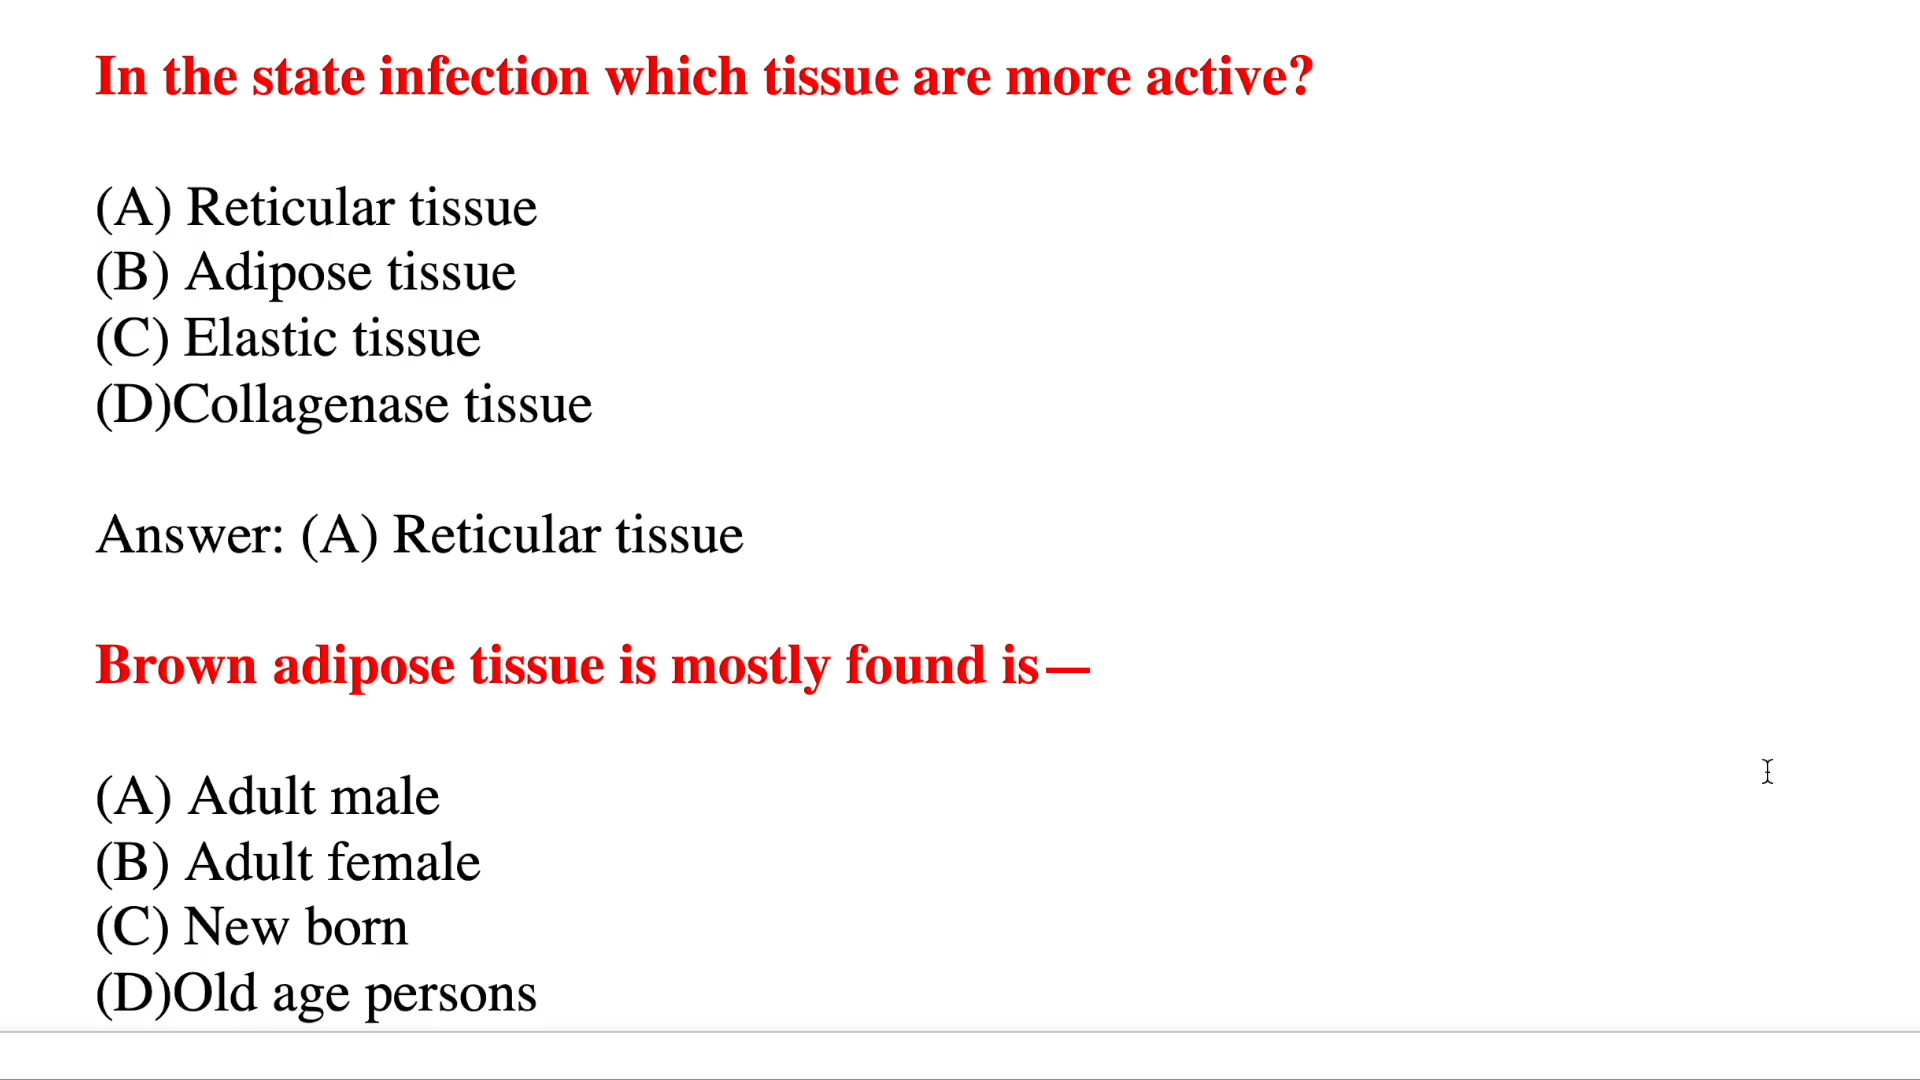 In the state infection which tissue are more active?
(A) Reticular tissue
(B) Adipose tissue
(C) Elastic tissue
(D)Collagenase tissue
Answer: (A) Reticular tissue
Brown adipose tissue is mostly found is—
(A) Adult male
(B) Adult female
(C) New born
(D)Old age persons